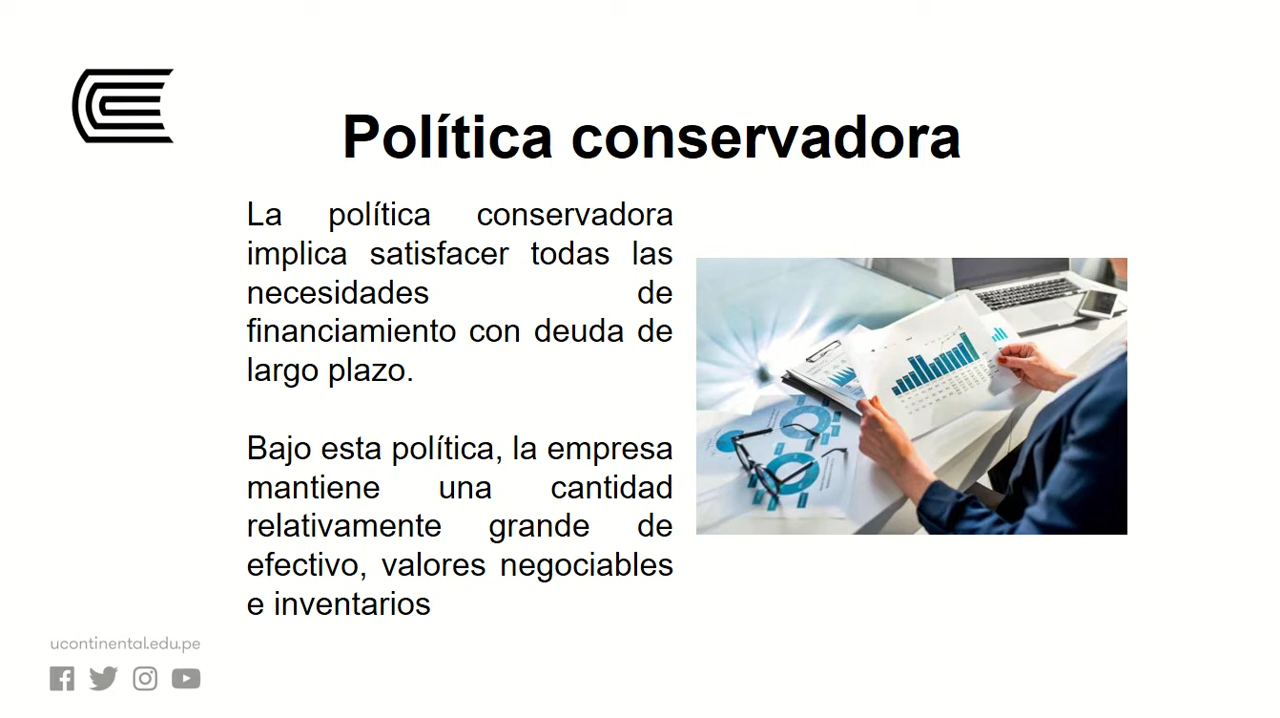 Política conservadora
La política conservadora
implica satisfacer todas las
necesidades de
financiamiento con deuda de
largo plazo.
Bajo esta política, la empresa
mantiene una cantidad
relativamente grande de
efectivo, valores negociables
e inventarios
ucontinental.edu.pe